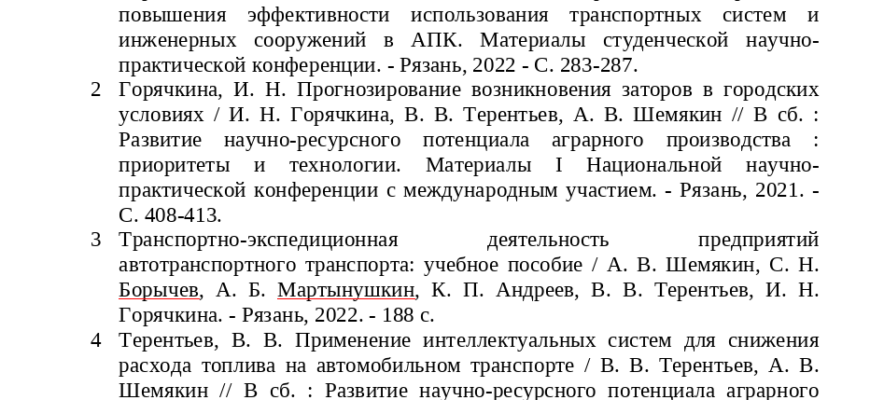 повышения эффективности использования транспортных систем и
инженерных сооружений в АПК. Материалы студенческой научно-
практической конференции. - Рязань, 2022 - С. 283-287.
2 Горячкина, И. Н. Прогнозирование возникновения заторов в городских
условиях / И. Н. Горячкина, В. В. Терентьев, А. В. Шемякин // В сб. :
Развитие научно-ресурсного потенциала аграрного производства :
приоритеты и технологии. Материалы I Национальной научно-
практической конференции с международным участием. - Рязань, 2021. -
С. 408-413.
3 Транспортно-экспедиционная деятельность предприятий
автотранспортного транспорта: учебное пособие / А. В. Шемякин, С. Н.
Борычев, А. Б. Мартынушкин, К. П. Андреев, В. В. Терентьев, И. Н.
Горячкина. - Рязань, 2022. - 188 с.
4 Терентьев, В. В. Применение интеллектуальных систем для снижения
расхода топлива на автомобильном транспорте / В. В. Терентьев, А. В.
Шемякин // В сб. : Развитие научно-ресурсного потенциала аграрного